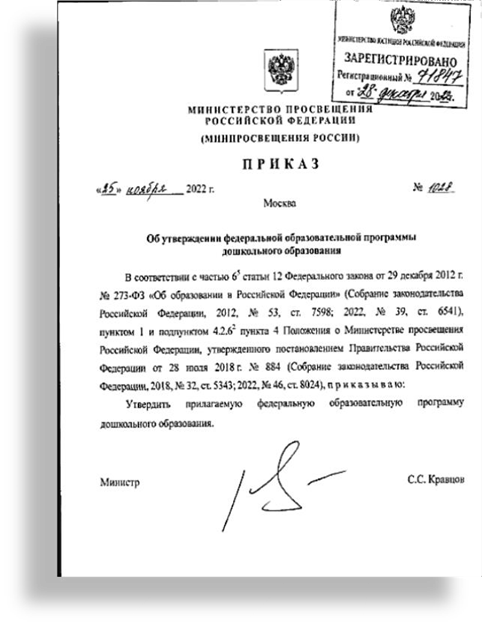 МИНИСТЕРСТВО ЮСТИЦИИ РОССИЙСКОЙ ФЕДЕРАЦИИ
ЗАРЕГИСТРИРОВАНО
Регистрационный № 71847
от 28 декабря 2022.
МИНИСТЕРСТВО ПРОСВЕЩЕНИЯ
РОССИЙСКОЙ ФЕДЕРАЦИИ
(МИНПРОСВЕЩЕНИЯ РОССИИ)
ПРИКАЗ
«25» ноября 2022 г.
№ 1028
Москва
Об утверждении федеральной образовательной программы
дошкольного образования
В соответствии с частью 6⁵ статьи 12 Федерального закона от 29 декабря 2012 г.
№ 273-ФЗ «Об образовании в Российской Федерации» (Собрание законодательства
Российской Федерации, 2012, № 53, ст. 7598; 2022, № 39, ст. 6541),
пунктом 1 и подпунктом 4.2.6² пункта 4 Положения о Министерстве просвещения
Российской Федерации, утвержденного постановлением Правительства Российской
Федерации от 28 июля 2018 г. № 884 (Собрание законодательства Российской
Федерации, 2018, № 32, ст. 5343; 2022, № 46, ст. 8024), приказываю:
Утвердить прилагаемую федеральную образовательную программу
дошкольного образования.
Министр
С.С. Кравцов